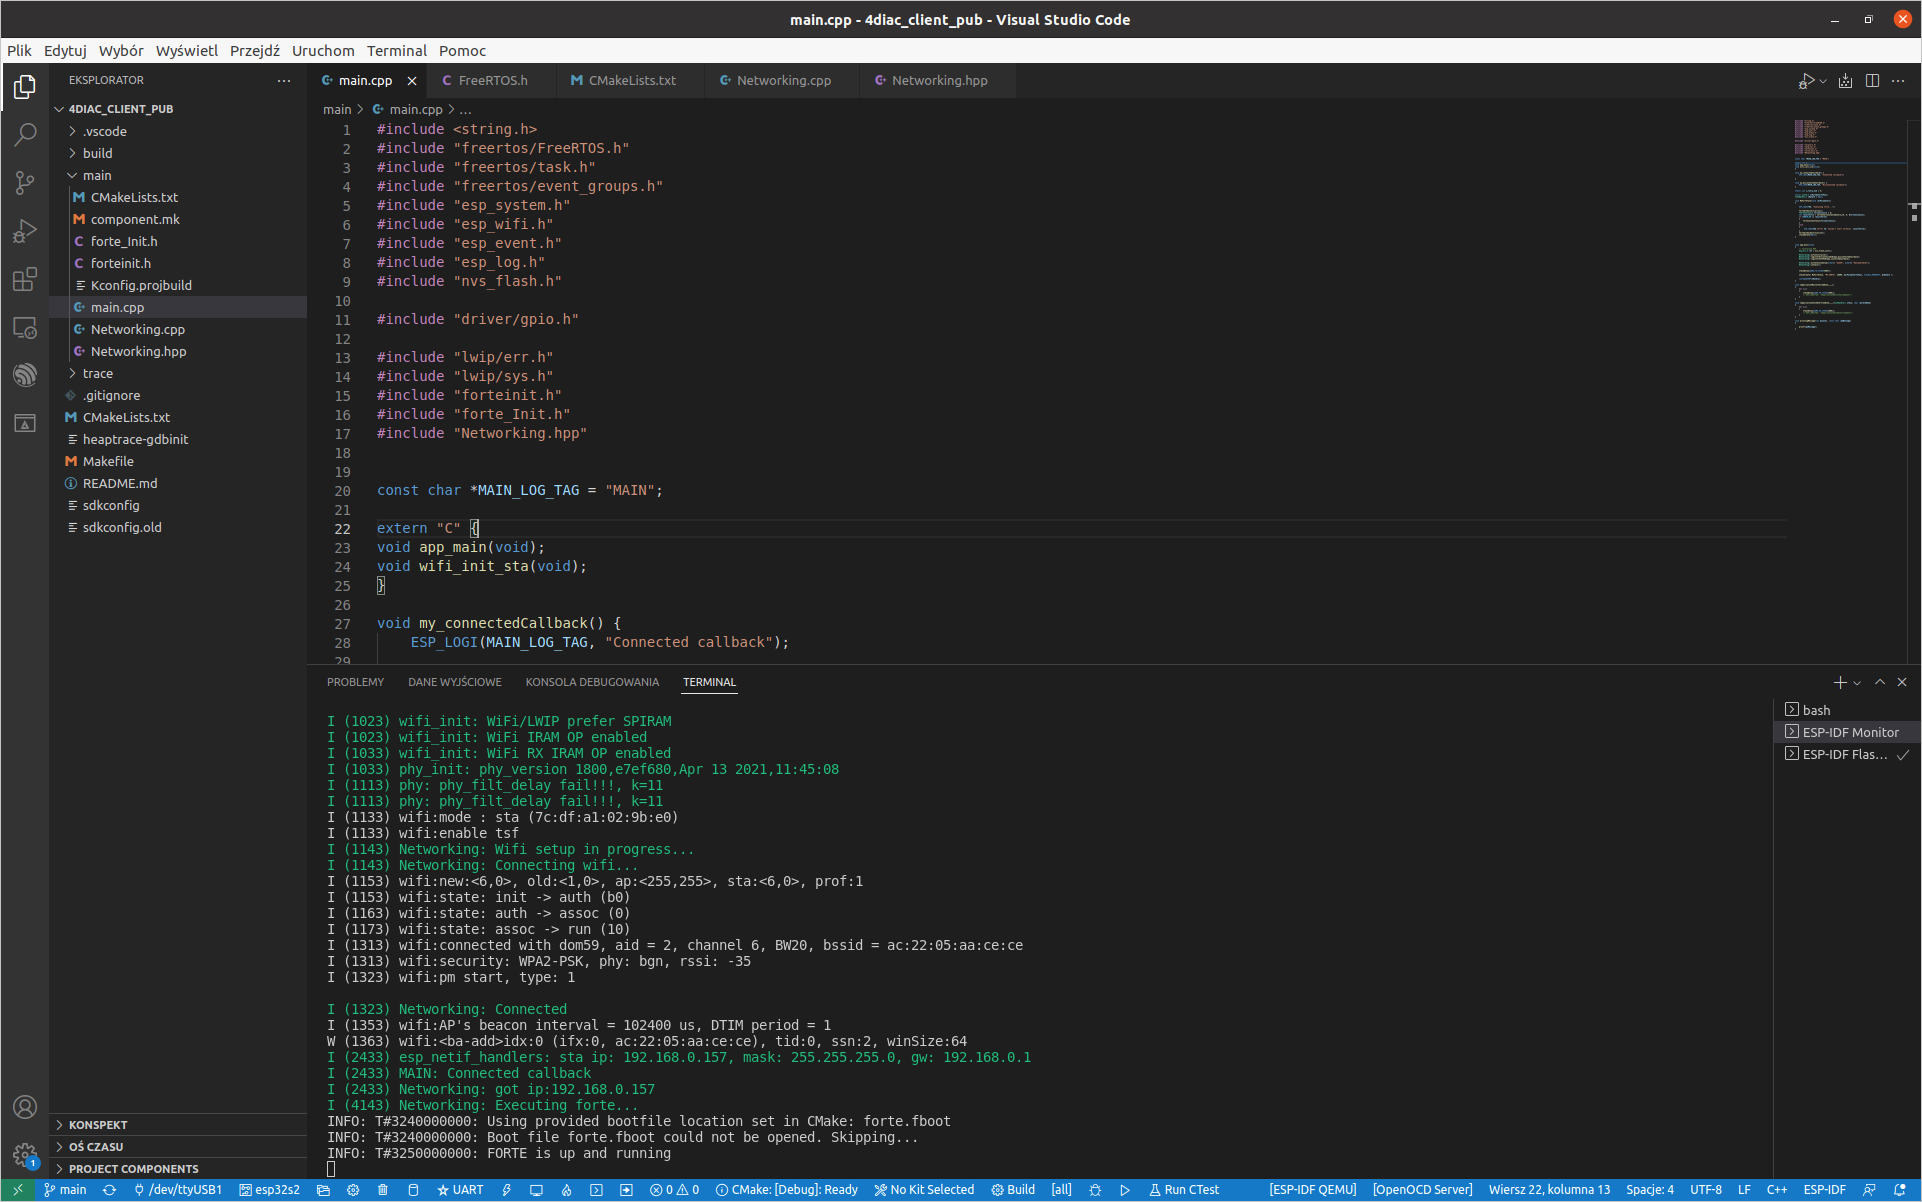 main.cpp - 4diac_client_pub - Visual Studio Code
Plik Edytuj Wybór Wyświetl Przejdź Uruchom Terminal Pomoc
EKSPLORATOR
4DIAC_CLIENT_PUB
.vscode
build
main
CMakeLists.txt
component.mk
forte_Init.h
forteinit.h
Kconfig.projbuild
main.cpp
Networking.cpp
Networking.hpp
trace
.gitignore
CMakeLists.txt
heaptrace-gdbinit
Makefile
README.md
sdkconfig
sdkconfig.old
KONSPEKT
OŚ CZASU
PROJECT COMPONENTS
main.cpp FreeRTOS.h CMakeLists.txt Networking.cpp Networking.hpp
main > main.cpp > ...
1 #include <string.h>
2 #include "freertos/FreeRTOS.h"
3 #include "freertos/task.h"
4 #include "freertos/event_groups.h"
5 #include "esp_system.h"
6 #include "esp_wifi.h"
7 #include "esp_event.h"
8 #include "esp_log.h"
9 #include "nvs_flash.h"
10
11 #include "driver/gpio.h"
12
13 #include "lwip/err.h"
14 #include "lwip/sys.h"
15 #include "forteinit.h"
16 #include "forte_Init.h"
17 #include "Networking.hpp"
18
19
20 const char *MAIN_LOG_TAG = "MAIN";
21
22 extern "C" {
23 void app_main(void);
24 void wifi_init_sta(void);
25 }
26
27 void my_connectedCallback() {
28 ESP_LOGI(MAIN_LOG_TAG, "Connected callback");
29
PROBLEMY DANE WYJŚCIOWE KONSOLA DEBUGOWANIA TERMINAL
I (1023) wifi_init: WiFi/LWIP prefer SPIRAM
I (1023) wifi_init: WiFi IRAM OP enabled
I (1033) wifi_init: WiFi RX IRAM OP enabled
I (1033) phy_init: phy_version 1800,e7ef680,Apr 13 2021,11:45:08
I (1113) phy: phy_filt_delay fail!!!, k=11
I (1113) phy: phy_filt_delay fail!!!, k=11
I (1133) wifi:mode : sta (7c:df:a1:02:9b:e0)
I (1133) wifi:enable tsf
I (1143) Networking: Wifi setup in progress...
I (1143) Networking: Connecting wifi...
I (1153) wifi:new:<6,0>, old:<1,0>, ap:<255,255>, sta:<6,0>, prof:1
I (1153) wifi:state: init -> auth (b0)
I (1163) wifi:state: auth -> assoc (0)
I (1173) wifi:state: assoc -> run (10)
I (1313) wifi:connected with dom59, aid = 2, channel 6, BW20, bssid = ac:22:05:aa:ce:ce
I (1313) wifi:security: WPA2-PSK, phy: bgn, rssi: -35
I (1323) wifi:pm start, type: 1
I (1323) Networking: Connected
I (1353) wifi:AP's beacon interval = 102400 us, DTIM period = 1
W (1363) wifi:<ba-add>idx:0 (ifx:0, ac:22:05:aa:ce:ce), tid:0, ssn:2, winSize:64
I (2433) esp_netif_handlers: sta ip: 192.168.0.157, mask: 255.255.255.0, gw: 192.168.0.1
I (2433) MAIN: Connected callback
I (2433) Networking: got ip:192.168.0.157
I (4143) Networking: Executing forte...
INFO: T#3240000000: Using provided bootfile location set in CMake: forte.fboot
INFO: T#3240000000: Boot file forte.fboot could not be opened. Skipping...
INFO: T#3250000000: FORTE is up and running
bash
ESP-IDF Monitor
ESP-IDF Flas...
1
main /dev/ttyUSB1 esp32s2 UART 0 0 CMake: [Debug]: Ready No Kit Selected Build [all] Run CTest [ESP-IDF QEMU] [OpenOCD Server] Wiersz 22, kolumna 13 Spacje: 4 UTF-8 LF C++ ESP-IDF